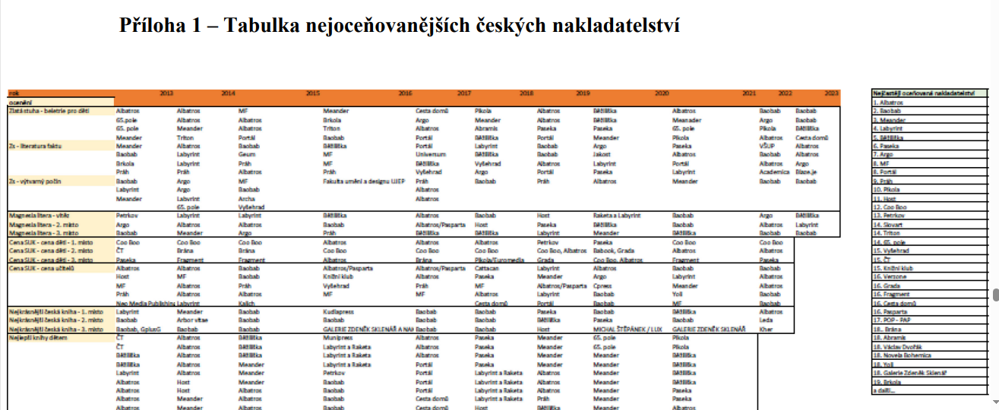 Příloha 1 – Tabulka nejoceňovanějších českých nakladatelství
rok 2013 2014 2015 2016 2017 2018 2019 2020 2021 2022 2023
ocenění
Zlatá stuha - beletrie pro děti Albatros Albatros MF Meander Cesta domů Pikola Albatros Běžíliška Albatros Baobab Baobab
65.pole Albatros Albatros Brkola Argo Meander Albatros Běžíliška Meanader Argo Baobab
65. pole Meander Albatros Triton Albatros Abramis Paseka Paseka 65. pole Pikola Běžíliška
Meander Triton Portál Baobab Portál Běžíliška Portál Meander Pikola Albatros Cesta domů
Zs - literatura faktu Meander Albatros Baobab Běžíliška Portál Labyrint Baobab Argo Paseka VŠUP Albatros
Baobab Labyrint Geum MF Universum Běžíliška Baobab Jakost Albatros Baobab Baobab
Brkola Labyrint Práh MF Běžíliška Vyšehrad Albatros Labyrint Portál Albatros Argo
Práh Práh Albatros Práh Vyšehrad Argo Portál Paseka Labyrint Academica Blaze.je
Zs - výtvarný počin Baobab Argo MF Fakulta umění a designu UJEP Práh Baobab Práh Albatros Meander Baobab Baobab
Labyrint Argo Baobab Albatros
Meander Labyrint Archa Albatros
65. pole Vyšehrad
Magnesia litera - vítěz Petrkov Labyrint Labyrint Běžíliška Albatros Baobab Host Raketa a Labyrint Baobab Argo Běžíliška
Magnesia litera - 2. místo Argo Albatros Albatros Baobab Albatros/Pasparta Host Paseka Běžíliška Baobab Albatros Labyrint
Magnesia litera - 3. místo Baobab Meander Argo Práh Běžíliška Běžíliška Labyrint Meander Běžíliška Baobab Baobab
Cena SUK - cena dětí - 1. místo Coo Boo Coo Boo Coo Boo Albatros Albatros Albatros Petrkov Paseka Coo Boo Coo Boo
Cena SUK - cena dětí - 2. místo ČT Brána Brána Coo Boo Coo Boo Coo Boo Coo Boo, Albatros Babook, Grada Albatros Albatros
Cena SUK - cena dětí - 3. místo Paseka Fragment Fragment Albatros Brána Pikola/Euromedia Grada Coo Boo, Albatros Fragment Paseka
Cena SUK - cena učitelů Albatros Albatros Baobab Albatros/Pasparta Albatros/Pasparta Cattacan Labyrint Albatros Baobab Baobab
Host MF Baobab Knižní klub Albatros Paseka Meander Argo Labyrint Albatros
MF Albatros Práh Vyšehrad Práh MF Albatros/Pasparta Cpress Meander Albatros
Práh Albatros Albatros MF MF Albatros Labyrint Baobab Yoli Baobab
Neo Media Publishing Labyrint Kalich Cesta domů Portál Baobab MF Baobab
Nejkrásnější česká kniha - 1. místo Labyrint Meander Baobab Kudlapress Baobab Baobab Paseka Baobab Běžíliška Albatros
Nejkrásnější česká kniha - 2. místo Baobab Arbor vitae Baobab Baobab Baobab Baobab Běžíliška Paseka Baobab Leda
Nejkrásnější česká kniha - 3. místo Baobab, GplusG Baobab Baobab GALERIE ZDENĚK SKLENÁŘ A NAK Baobab Baobab Host MICHAL ŠTĚPÁNEK / LUX GALERIE ZDENĚK SKLENÁŘ Kher
Nejlepší knihy dětem ČT Albatros Běžíliška Munipress Albatros Paseka Meander 65. pole Pikola
ČT Albatros Běžíliška Labyrint a Raketa Albatros Paseka Meander 65. pole Pikola
Běžíliška Albatros Běžíliška Labyrint a Raketa Albatros Paseka Meander Meander Běžíliška
Běžíliška Albatros Meander Labyrint a Raketa Albatros Paseka Meander Meander Běžíliška
Labyrint Albatros Meander Petrkov Portál Labyrint a Raketa Albatros Meander Běžíliška
Albatros Host Meander Baobab Portál Labyrint a Raketa Albatros Meander Běžíliška
Albatros Host Albatros Baobab Portál Labyrint a Raketa Albatros Meander Paseka
Albatros Meander Albatros Baobab Cesta domů Labyrint a Raketa Práh Meander Paseka
Albatros Meander Albatros Baobab Cesta domů Host Běžíliška Meander Paseka
Nejčastěji oceňovaná nakladatelství
1. Albatros
2. Baobab
3. Meander
4. Labyrint
5. Běžíliška
6. Paseka
7. Argo
8. MF
8. Portál
9. Práh
10. Pikola
11. Host
12. Coo Boo
13. Petrkov
14. Slovart
14. Triton
14. 65. pole
15. Vyšehrad
15. ČT
15. Knižní klub
16. Verzone
16. Grada
16. Fragment
16. Cesta domů
16. Pasparta
17. POP - PAP
18.. Brána
18. Abramis
18. Václav Dvořák
18. Novela Bohemica
18. Yoli
18. Galerie Zdeněk Sklenář
19. Brkola
a další...